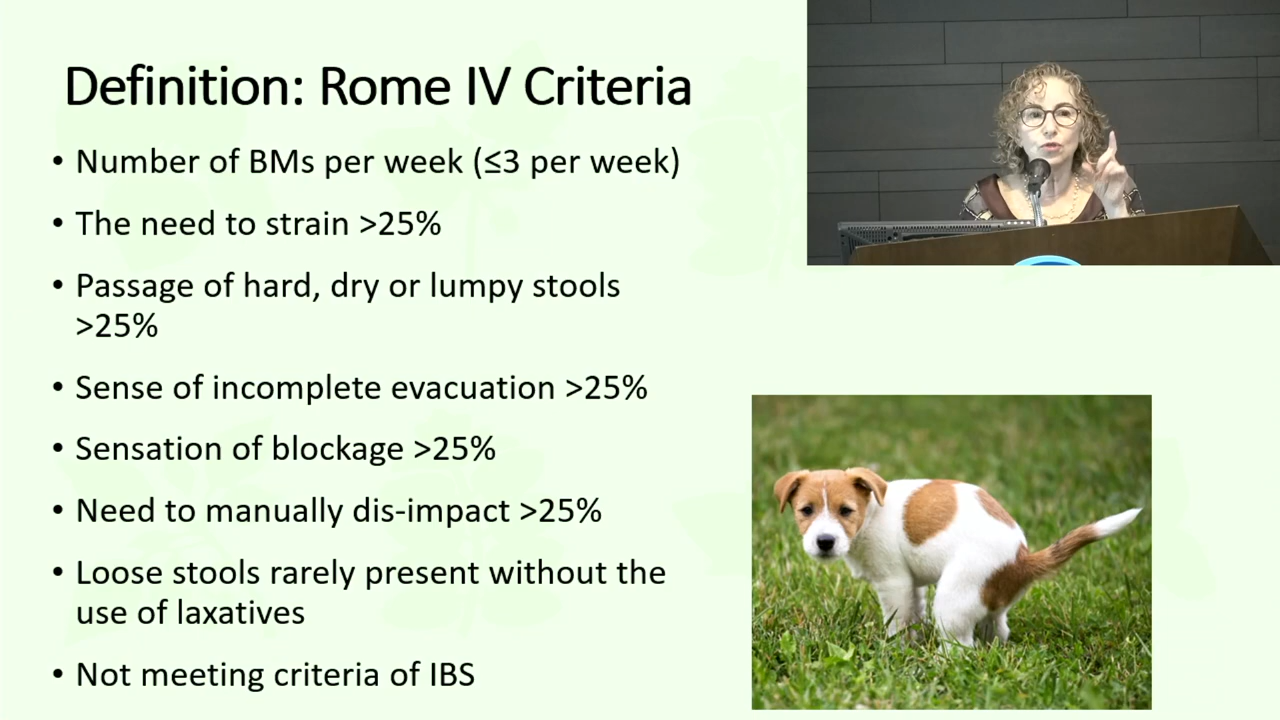 Definition: Rome IV Criteria
• Number of BMs per week (≤3 per week)
• The need to strain >25%
• Passage of hard, dry or lumpy stools
>25%
• Sense of incomplete evacuation >25%
• Sensation of blockage >25%
• Need to manually dis-impact >25%
• Loose stools rarely present without the
use of laxatives
• Not meeting criteria of IBS